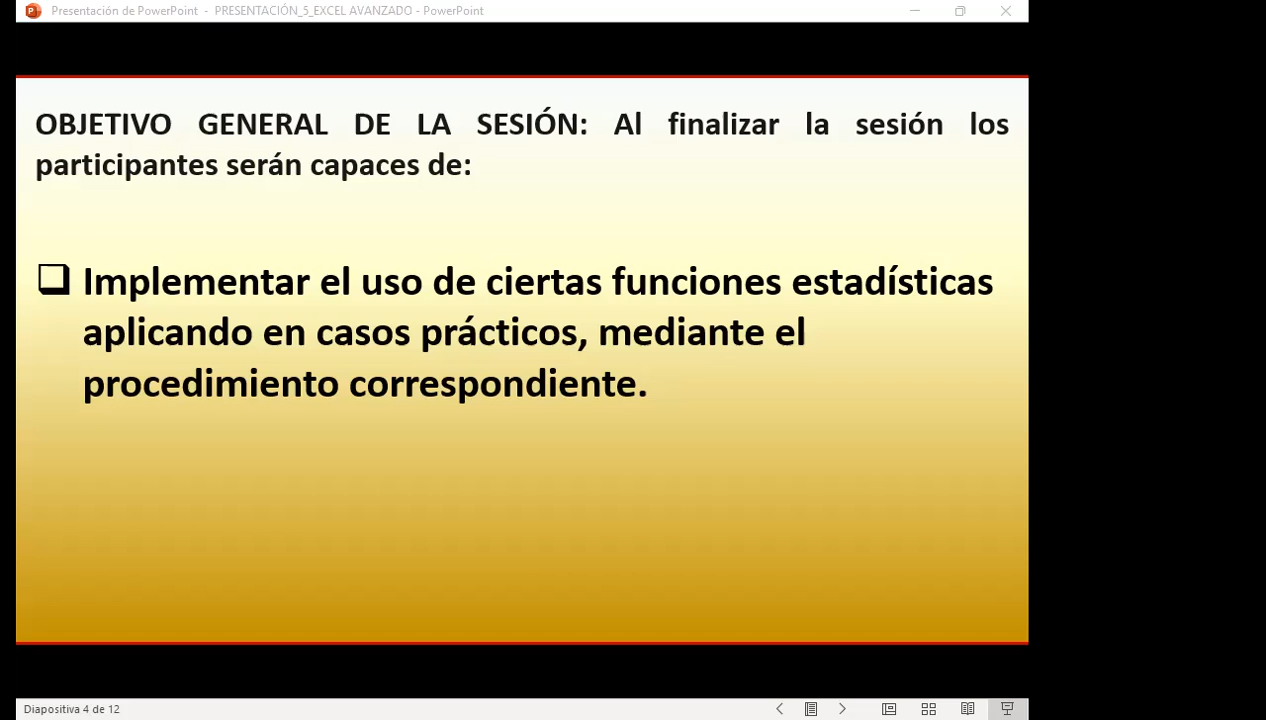 Presentación de PowerPoint - PRESENTACIÓN_5_EXCEL AVANZADO - PowerPoint
OBJETIVO GENERAL DE LA SESIÓN: Al finalizar la sesión los
participantes serán capaces de:
Implementar el uso de ciertas funciones estadísticas
aplicando en casos prácticos, mediante el
procedimiento correspondiente.
Diapositiva 4 de 12